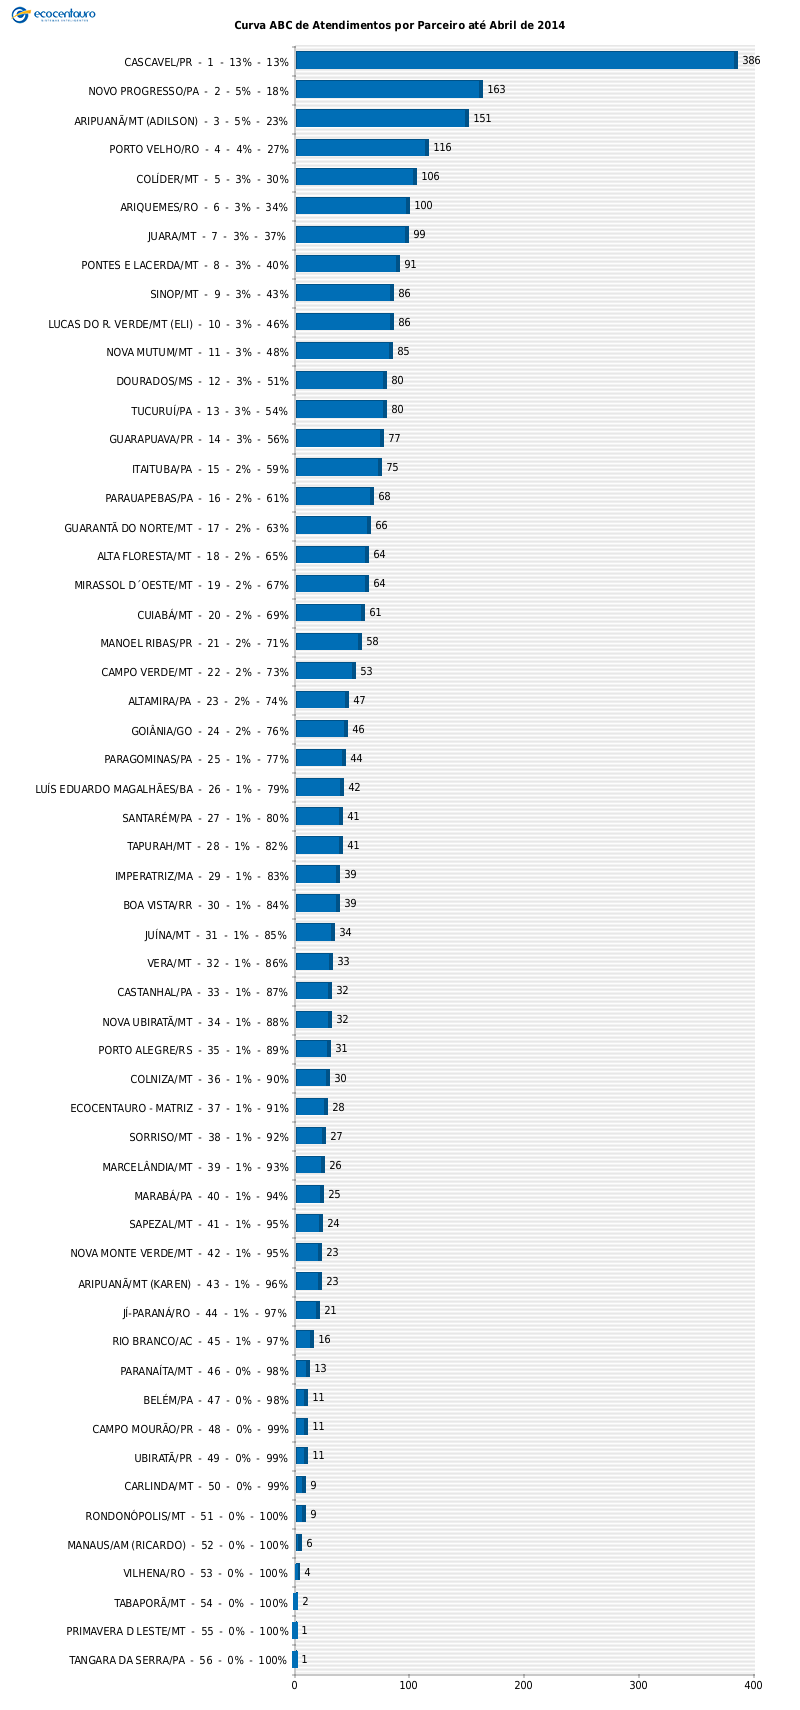 ecocentauro
Curva ABC de Atendimentos por Parceiro até Abril de 2014
CASCAVEL/PR - 1 - 13% - 13% 386
NOVO PROGRESSO/PA - 2 - 5% - 18% 163
ARIPUANÃ/MT (ADILSON) - 3 - 5% - 23% 151
PORTO VELHO/RO - 4 - 4% - 27% 116
COLÍDER/MT - 5 - 3% - 30% 106
ARIQUEMES/RO - 6 - 3% - 34% 100
JUARA/MT - 7 - 3% - 37% 99
PONTES E LACERDA/MT - 8 - 3% - 40% 91
SINOP/MT - 9 - 3% - 43% 86
LUCAS DO R. VERDE/MT (ELI) - 10 - 3% - 46% 86
NOVA MUTUM/MT - 11 - 3% - 48% 85
DOURADOS/MS - 12 - 3% - 51% 80
TUCURUÍ/PA - 13 - 3% - 54% 80
GUARAPUAVA/PR - 14 - 3% - 56% 77
ITAITUBA/PA - 15 - 2% - 59% 75
PARAUAPEBAS/PA - 16 - 2% - 61% 68
GUARANTÃ DO NORTE/MT - 17 - 2% - 63% 66
ALTA FLORESTA/MT - 18 - 2% - 65% 64
MIRASSOL D´OESTE/MT - 19 - 2% - 67% 64
CUIABÁ/MT - 20 - 2% - 69% 61
MANOEL RIBAS/PR - 21 - 2% - 71% 58
CAMPO VERDE/MT - 22 - 2% - 73% 53
ALTAMIRA/PA - 23 - 2% - 74% 47
GOIÂNIA/GO - 24 - 2% - 76% 46
PARAGOMINAS/PA - 25 - 1% - 77% 44
LUÍS EDUARDO MAGALHÃES/BA - 26 - 1% - 79% 42
SANTARÉM/PA - 27 - 1% - 80% 41
TAPURAH/MT - 28 - 1% - 82% 41
IMPERATRIZ/MA - 29 - 1% - 83% 39
BOA VISTA/RR - 30 - 1% - 84% 39
JUÍNA/MT - 31 - 1% - 85% 34
VERA/MT - 32 - 1% - 86% 33
CASTANHAL/PA - 33 - 1% - 87% 32
NOVA UBIRATÃ/MT - 34 - 1% - 88% 32
PORTO ALEGRE/RS - 35 - 1% - 89% 31
COLNIZA/MT - 36 - 1% - 90% 30
ECOCENTAURO - MATRIZ - 37 - 1% - 91% 28
SORRISO/MT - 38 - 1% - 92% 27
MARCELÂNDIA/MT - 39 - 1% - 93% 26
MARABÁ/PA - 40 - 1% - 94% 25
SAPEZAL/MT - 41 - 1% - 95% 24
NOVA MONTE VERDE/MT - 42 - 1% - 95% 23
ARIPUANÃ/MT (KAREN) - 43 - 1% - 96% 23
JÍ-PARANÁ/RO - 44 - 1% - 97% 21
RIO BRANCO/AC - 45 - 1% - 97% 16
PARANAÍTA/MT - 46 - 0% - 98% 13
BELÉM/PA - 47 - 0% - 98% 11
CAMPO MOURÃO/PR - 48 - 0% - 99% 11
UBIRATÃ/PR - 49 - 0% - 99% 11
CARLINDA/MT - 50 - 0% - 99% 9
RONDONÓPOLIS/MT - 51 - 0% - 100% 9
MANAUS/AM (RICARDO) - 52 - 0% - 100% 6
VILHENA/RO - 53 - 0% - 100% 4
TABAPORÃ/MT - 54 - 0% - 100% 2
PRIMAVERA D LESTE/MT - 55 - 0% - 100% 1
TANGARA DA SERRA/PA - 56 - 0% - 100% 1
0 100 200 300 400